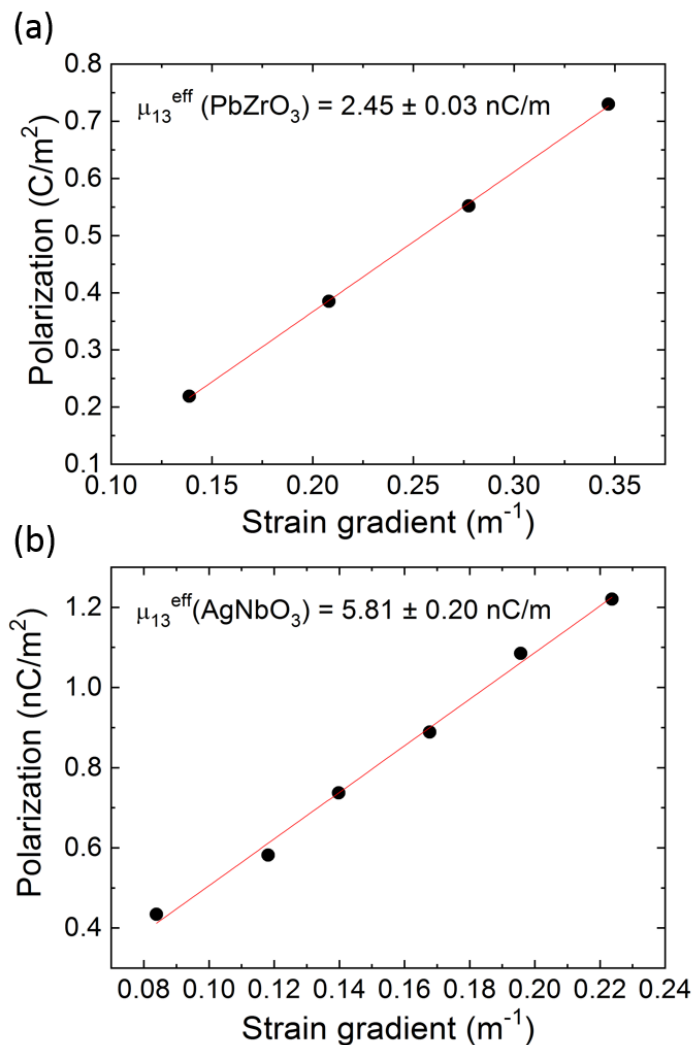 (a)
μ₁₃ᵉᶠᶠ (PbZrO₃) = 2.45 ± 0.03 nC/m
Polarization (C/m²)
0.8
0.7
0.6
0.5
0.4
0.3
0.2
0.1
0.10 0.15 0.20 0.25 0.30 0.35
Strain gradient (m⁻¹)
(b)
μ₁₃ᵉᶠᶠ(AgNbO₃) = 5.81 ± 0.20 nC/m
Polarization (nC/m²)
1.2
1.0
0.8
0.6
0.4
0.08 0.10 0.12 0.14 0.16 0.18 0.20 0.22 0.24
Strain gradient (m⁻¹)